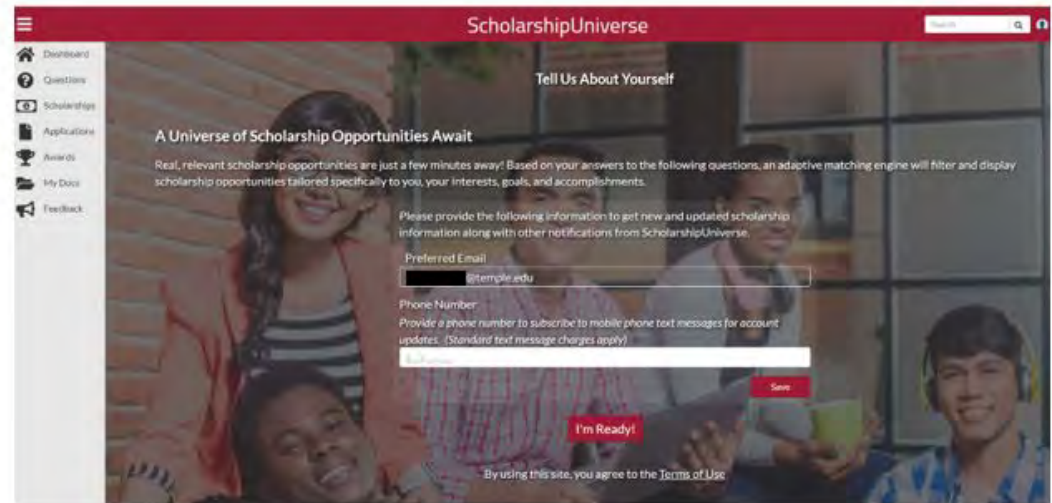 ScholarshipUniverse
Search
Dashboard
Questions
Scholarships
Applications
Awards
My Docs
Feedback
Tell Us About Yourself
A Universe of Scholarship Opportunities Await
Real, relevant scholarship opportunities are just a few minutes away! Based on your answers to the following questions, an adaptive matching engine will filter and display
scholarship opportunities tailored specifically to you, your interests, goals, and accomplishments.
Please provide the following information to get new and updated scholarship
information along with other notifications from ScholarshipUniverse.
Preferred Email
@temple.edu
Phone Number
Provide a phone number to subscribe to mobile phone text messages for account
updates. (Standard text message charges apply)
Save
I'm Ready!
By using this site, you agree to the Terms of Use